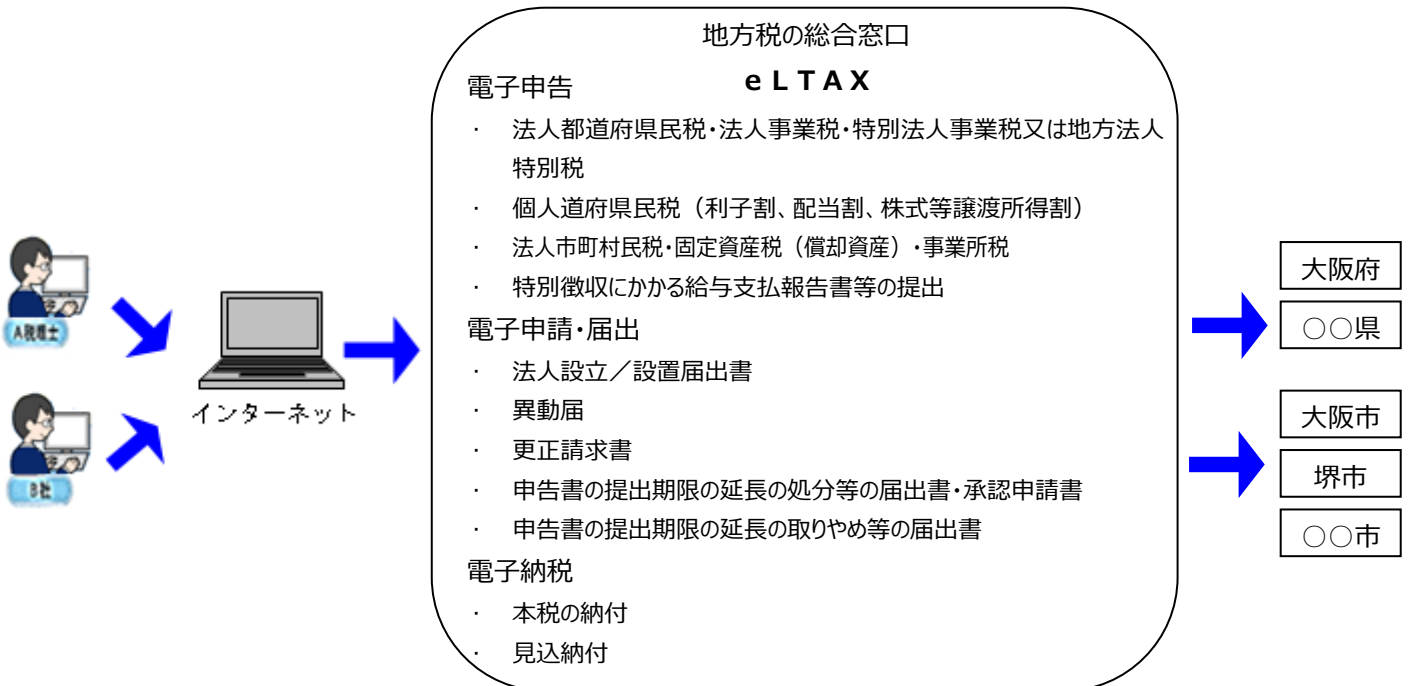 地方税の総合窓口
eLTAX
電子申告
· 法人都道府県民税・法人事業税・特別法人事業税又は地方法人
特別税
· 個人道府県民税（利子割、配当割、株式等譲渡所得割）
· 法人市町村民税・固定資産税（償却資産）・事業所税
· 特別徴収にかかる給与支払報告書等の提出
電子申請・届出
· 法人設立／設置届出書
· 異動届
· 更正請求書
· 申告書の提出期限の延長の処分等の届出書・承認申請書
· 申告書の提出期限の延長の取りやめ等の届出書
電子納税
· 本税の納付
· 見込納付
A税理士
B社
インターネット
大阪府
○○県
大阪市
堺市
○○市